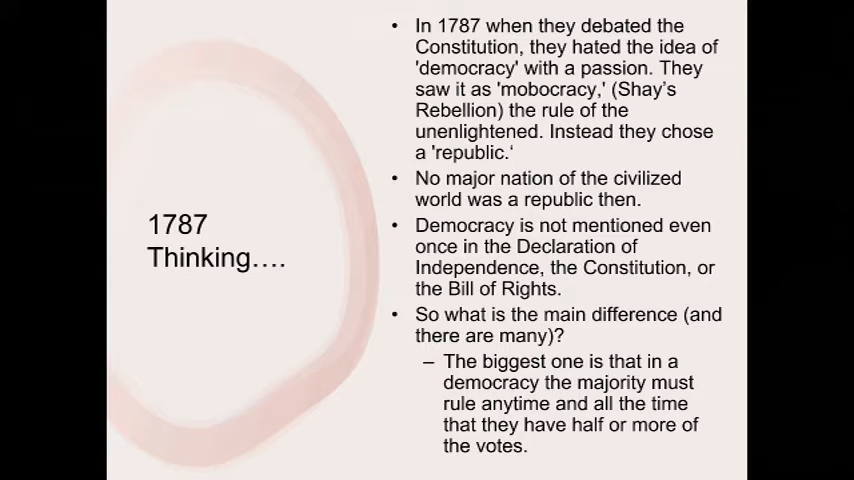 1787
Thinking....
• In 1787 when they debated the
Constitution, they hated the idea of
'democracy' with a passion. They
saw it as 'mobocracy,' (Shay's
Rebellion) the rule of the
unenlightened. Instead they chose
a 'republic.‘
• No major nation of the civilized
world was a republic then.
• Democracy is not mentioned even
once in the Declaration of
Independence, the Constitution, or
the Bill of Rights.
• So what is the main difference (and
there are many)?
– The biggest one is that in a
democracy the majority must
rule anytime and all the time
that they have half or more of
the votes.